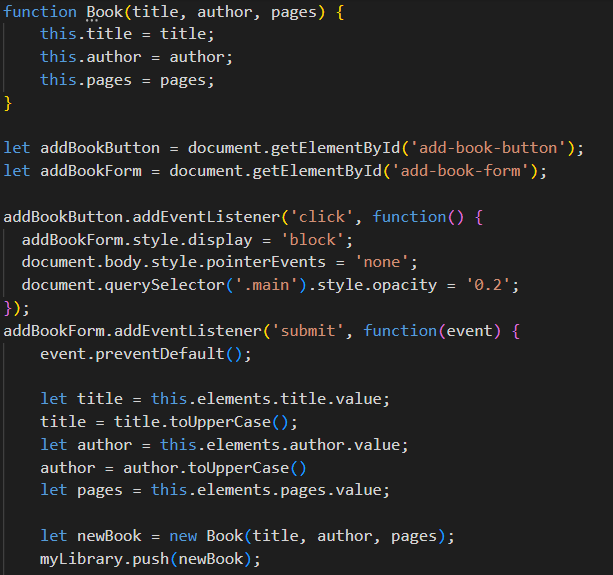 function Book(title, author, pages) {
this.title = title;
this.author = author;
this.pages = pages;
}
let addBookButton = document.getElementById('add-book-button');
let addBookForm = document.getElementById('add-book-form');
addBookButton.addEventListener('click', function() {
addBookForm.style.display = 'block';
document.body.style.pointerEvents = 'none';
document.querySelector('.main').style.opacity = '0.2';
});
addBookForm.addEventListener('submit', function(event) {
event.preventDefault();
let title = this.elements.title.value;
title = title.toUpperCase();
let author = this.elements.author.value;
author = author.toUpperCase()
let pages = this.elements.pages.value;
let newBook = new Book(title, author, pages);
myLibrary.push(newBook);